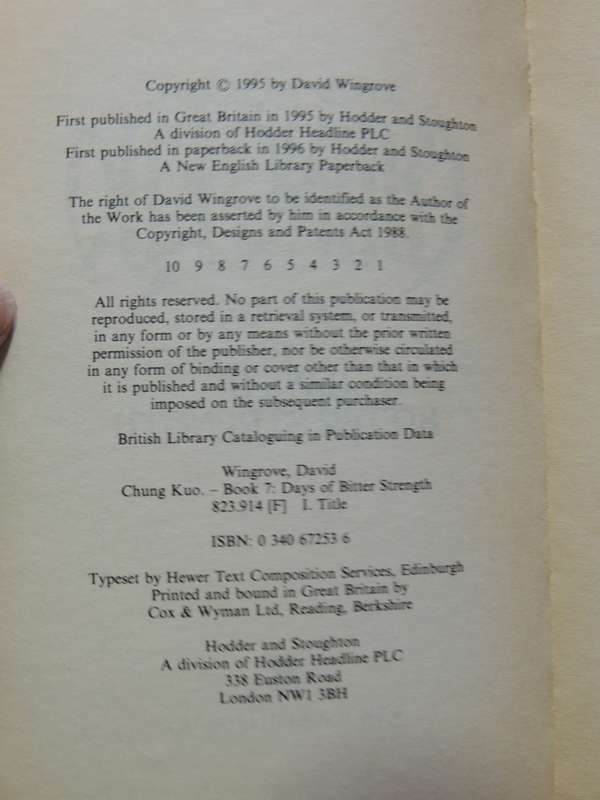 Copyright © 1995 by David Wingrove
First published in Great Britain in 1995 by Hodder and Stoughton
A division of Hodder Headline PLC
First published in paperback in 1996 by Hodder and Stoughton
A New English Library Paperback
The right of David Wingrove to be identified as the Author of
the Work has been asserted by him in accordance with the
Copyright, Designs and Patents Act 1988.
10 9 8 7 6 5 4 3 2 1
All rights reserved. No part of this publication may be
reproduced, stored in a retrieval system, or transmitted,
in any form or by any means without the prior written
permission of the publisher, nor be otherwise circulated
in any form of binding or cover other than that in which
it is published and without a similar condition being
imposed on the subsequent purchaser.
British Library Cataloguing in Publication Data
Wingrove, David
Chung Kuo. – Book 7: Days of Bitter Strength
823.914 [F] I. Title
ISBN: 0 340 67253 6
Typeset by Hewer Text Composition Services, Edinburgh
Printed and bound in Great Britain by
Cox & Wyman Ltd, Reading, Berkshire
Hodder and Stoughton
A division of Hodder Headline PLC
338 Euston Road
London NW1 3BH